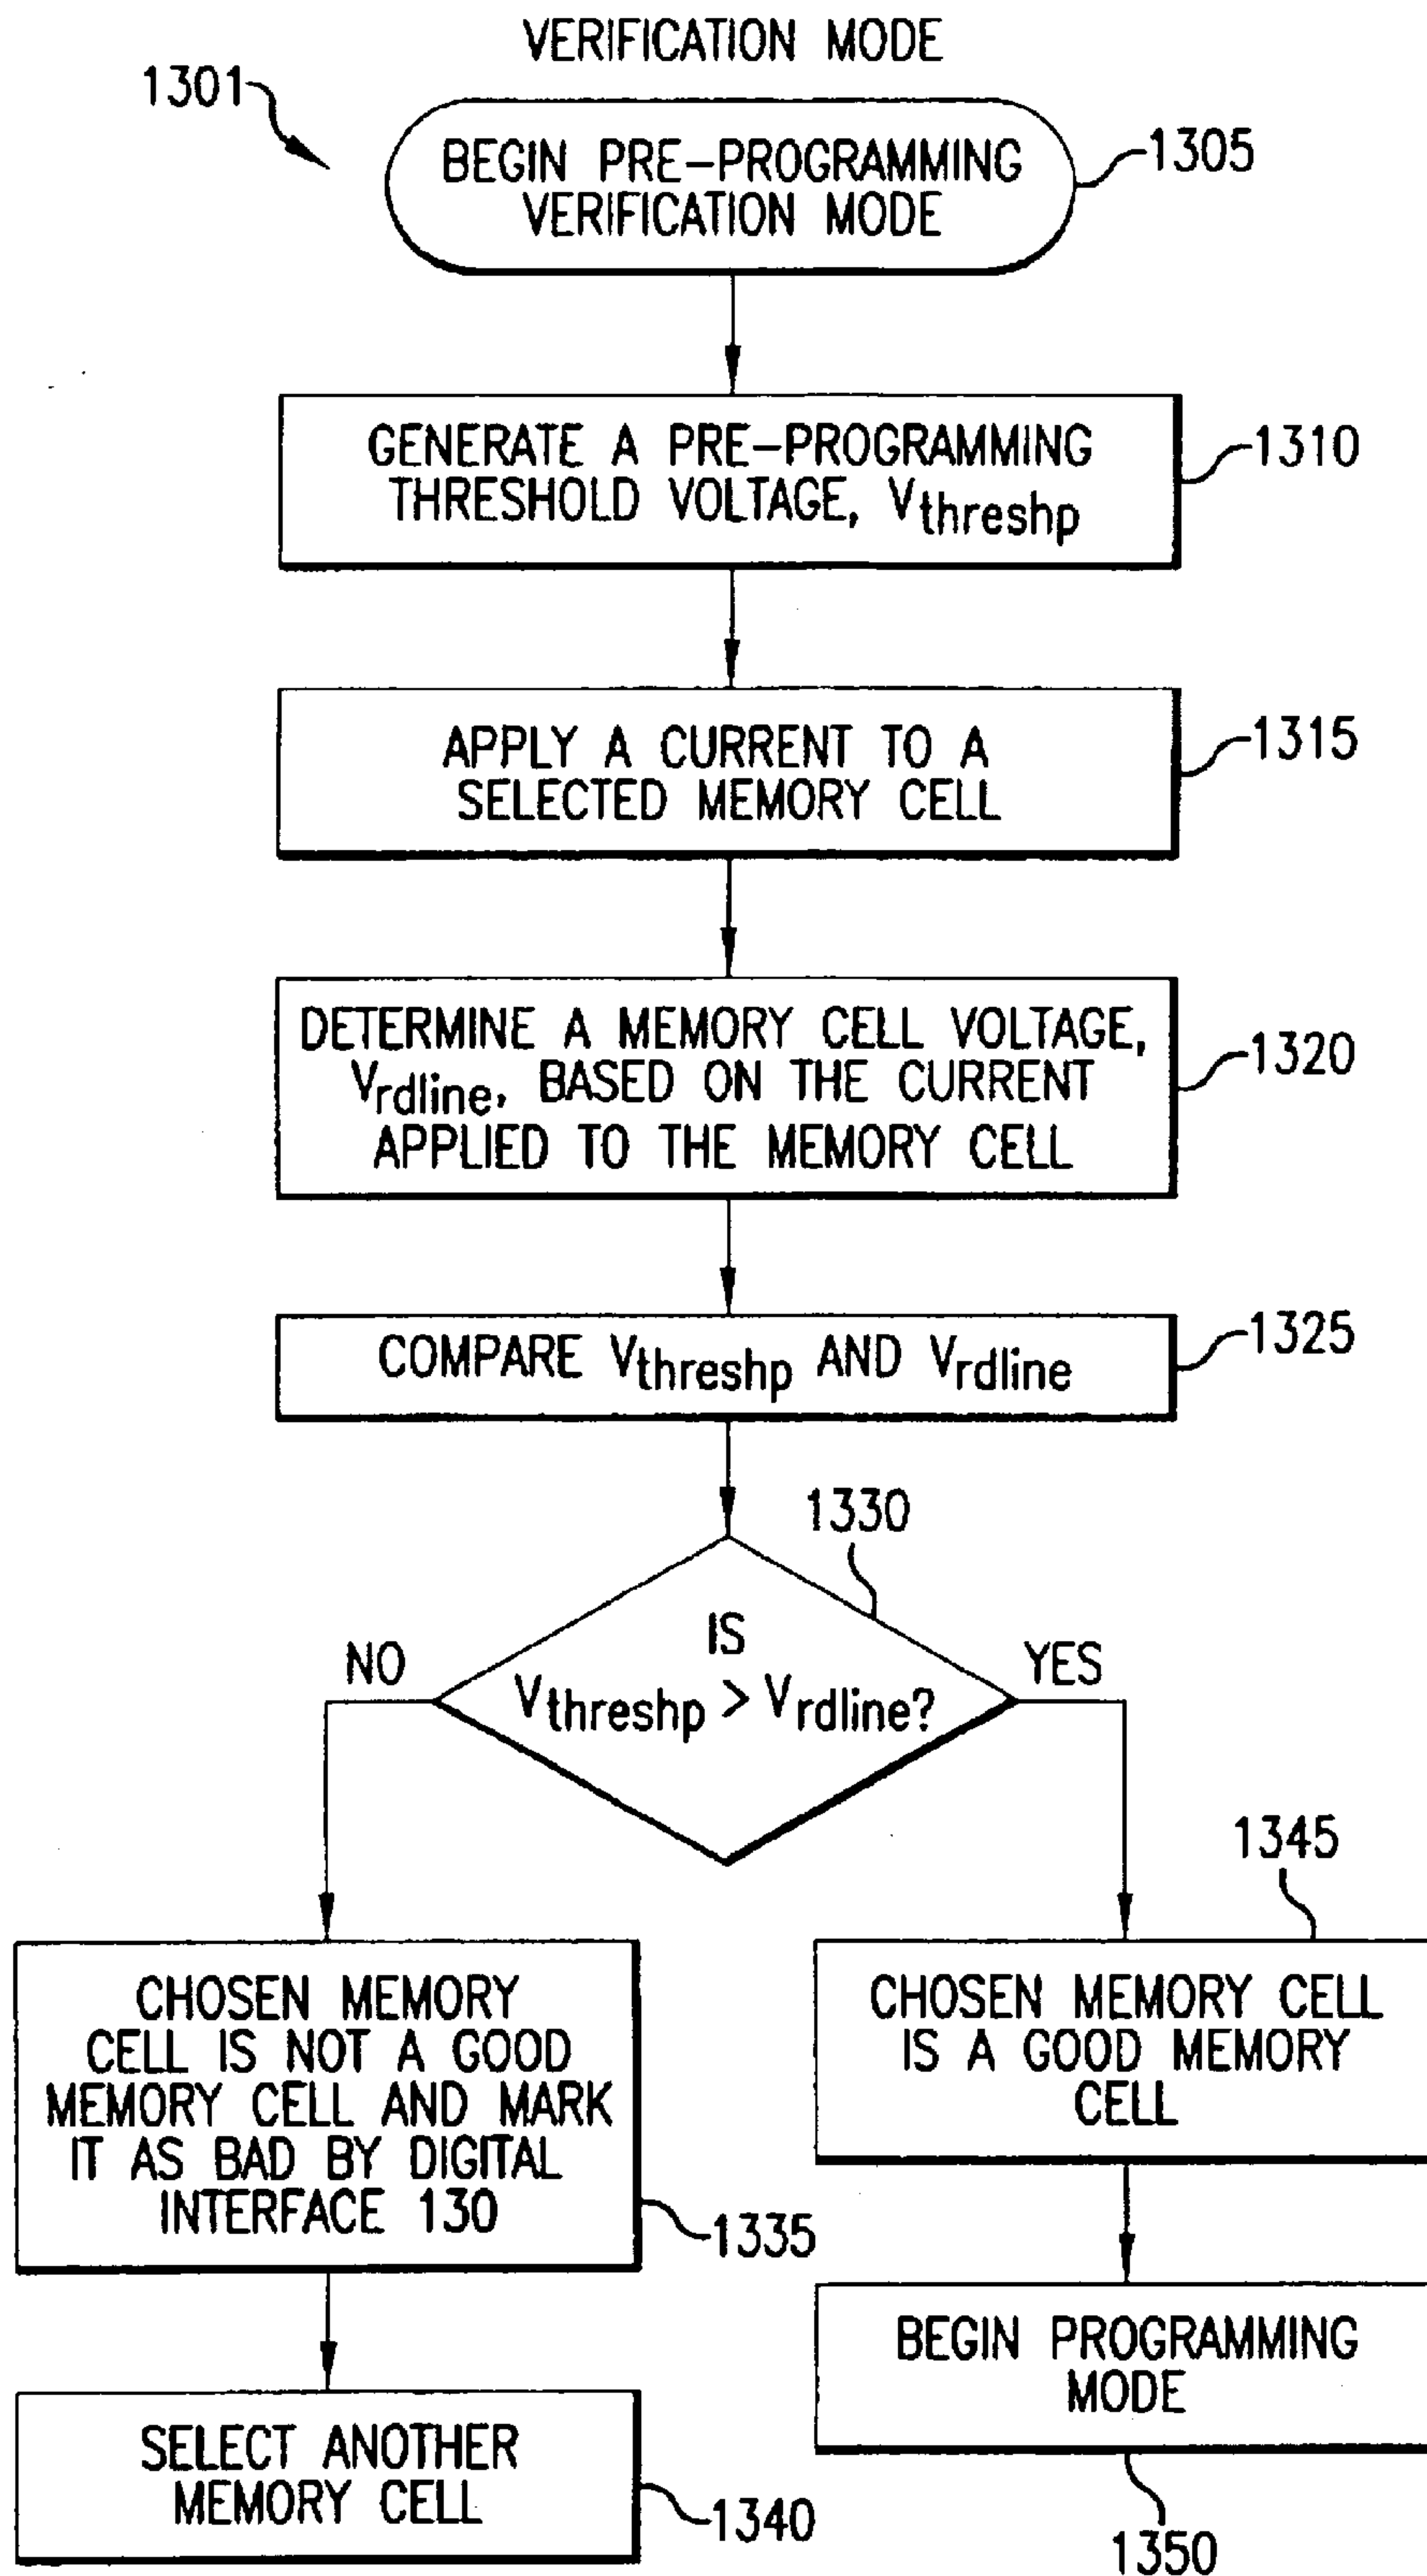 VERIFICATION MODE
1301
BEGIN PRE-PROGRAMMING
VERIFICATION MODE
1305
GENERATE A PRE-PROGRAMMING
THRESHOLD VOLTAGE, Vthreshp
1310
APPLY A CURRENT TO A
SELECTED MEMORY CELL
1315
DETERMINE A MEMORY CELL VOLTAGE,
Vrdline, BASED ON THE CURRENT
APPLIED TO THE MEMORY CELL
1320
COMPARE Vthreshp AND Vrdline
1325
1330
IS
Vthreshp > Vrdline?
NO
YES
CHOSEN MEMORY
CELL IS NOT A GOOD
MEMORY CELL AND MARK
IT AS BAD BY DIGITAL
INTERFACE 130
1335
SELECT ANOTHER
MEMORY CELL
1340
1345
CHOSEN MEMORY CELL
IS A GOOD MEMORY
CELL
BEGIN PROGRAMMING
MODE
1350